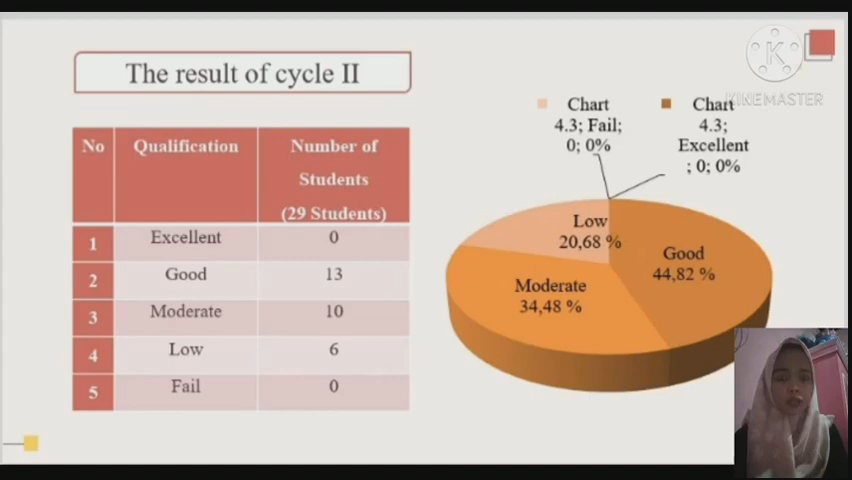 The result of cycle II
No Qualification Number of
Students
(29 Students)
1 Excellent 0
2 Good 13
3 Moderate 10
4 Low 6
5 Fail 0
Chart
4.3; Fail;
0; 0%
Chart
4.3;
Excellent
; 0; 0%
Low
20,68 %
Good
44,82 %
Moderate
34,48 %
K
KINEMASTER